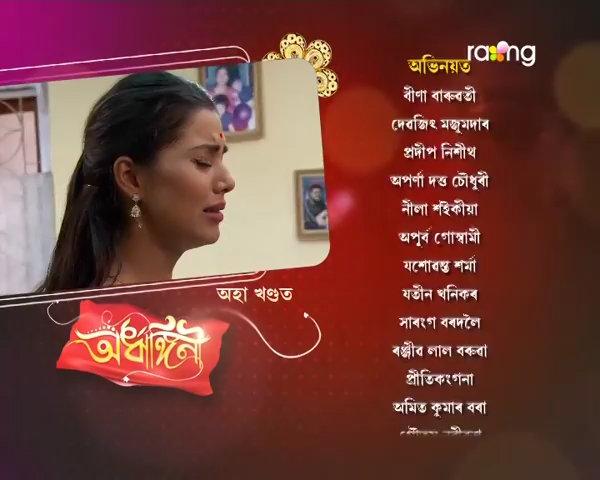 rang
অভিনয়ত
বীণা বাৰুৱতী
দেৱজিৎ মজুমদাৰ
প্ৰদীপ নিশীথ
অপৰ্ণা দত্ত চৌধুৰী
নীলা শইকীয়া
অপূৰ্ব গোস্বামী
যশোৱন্ত শৰ্মা
যতীন খনিকৰ
সাৰংগ বৰদলৈ
ৰঞ্জীৱ লাল বৰুৱা
প্ৰীতিকংগনা
অমিত কুমাৰ বৰা
অহা খণ্ডত
অৰ্ধাঙ্গিনী